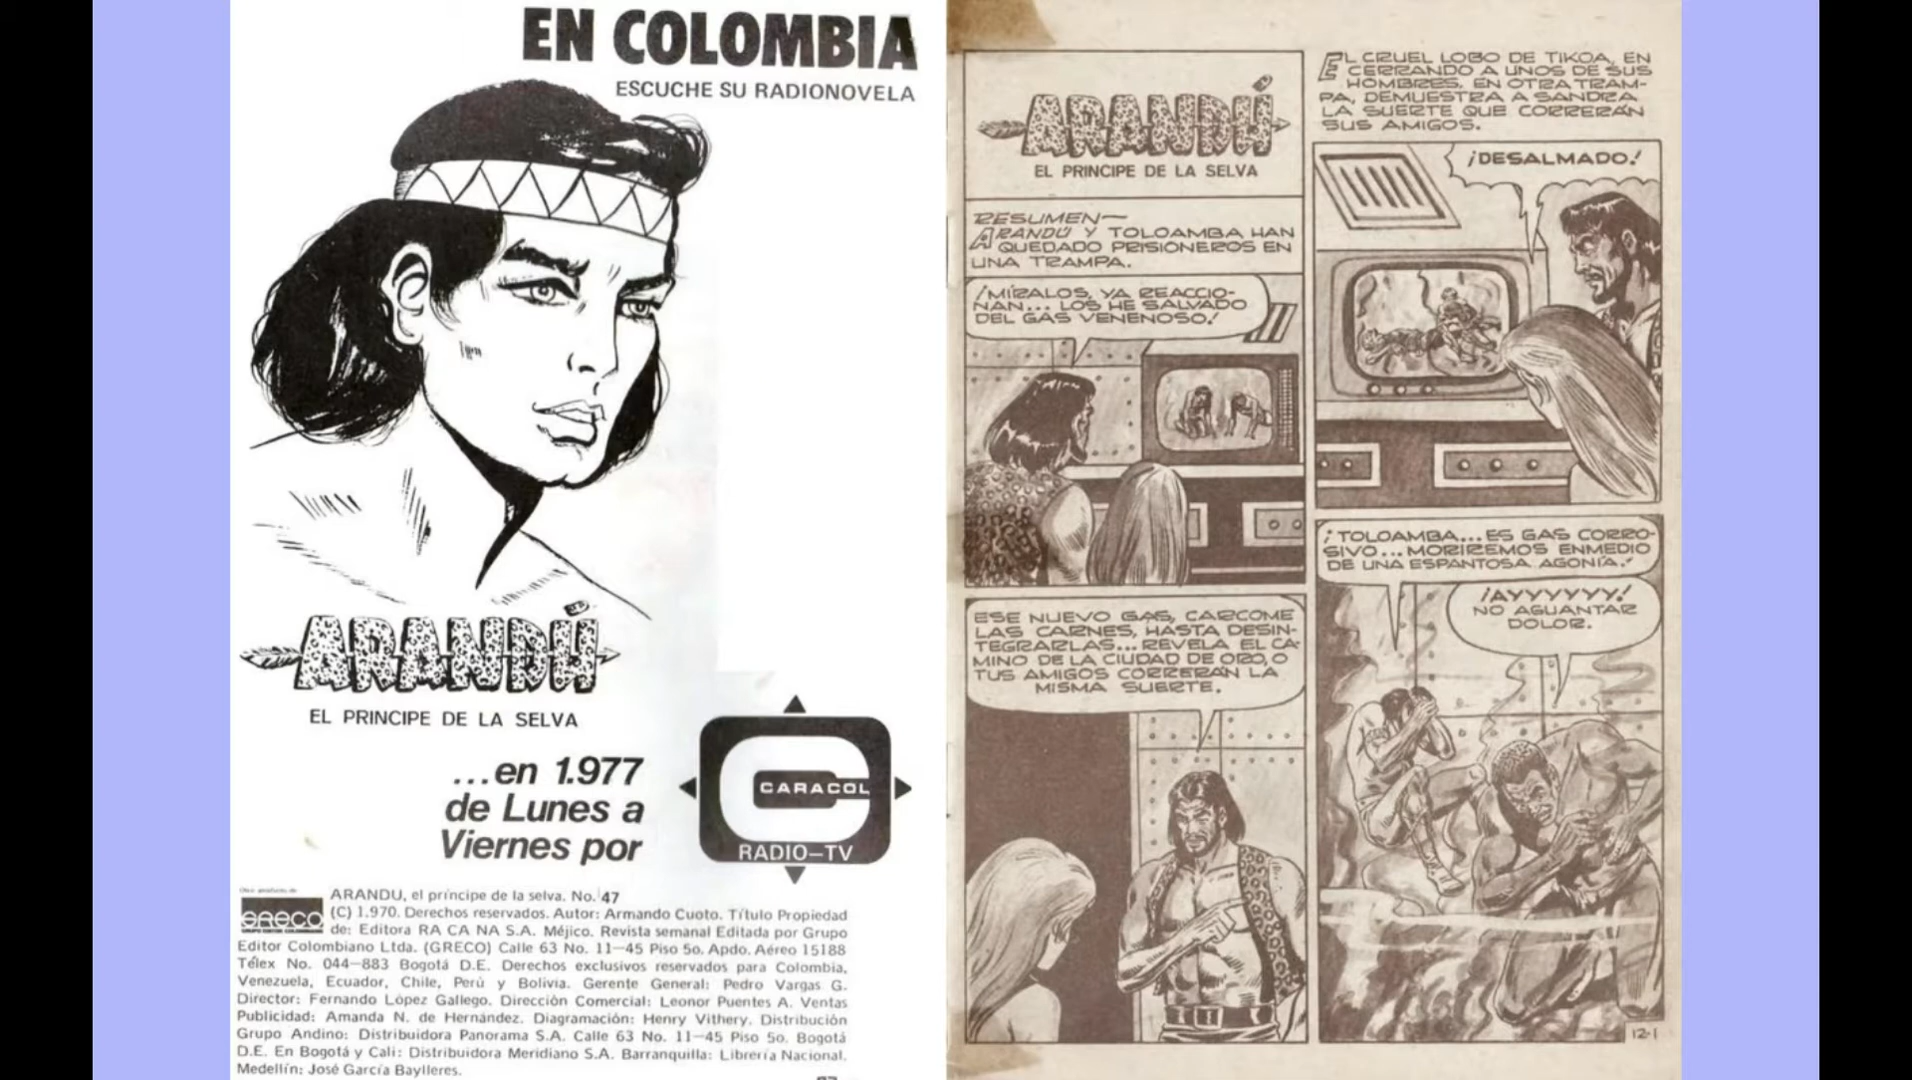 EN COLOMBIA
ESCUCHE SU RADIONOVELA
ARANDÚ
EL PRINCIPE DE LA SELVA
...en 1.977
de Lunes a
Viernes por
CARACOL
RADIO—TV
GRECO
ARANDU, el príncipe de la selva. No. 47
(C) 1.970. Derechos reservados. Autor: Armando Cuoto. Título Propiedad
de: Editora RA CA NA S.A. Méjico. Revista semanal Editada por Grupo
Editor Colombiano Ltda. (GRECO) Calle 63 No. 11—45 Piso 5o. Apdo. Aéreo 15188
Télex No. 044—883 Bogotá D.E. Derechos exclusivos reservados para Colombia,
Venezuela, Ecuador, Chile, Perù y Bolivia. Gerente General: Pedro Vargas G.
Director: Fernando López Gallego. Dirección Comercial: Leonor Puentes A. Ventas
Publicidad: Amanda N. de Hernández. Diagramación: Henry Vithery. Distribución
Grupo Andino: Distribuidora Panorama S.A. Calle 63 No. 11—45 Piso 5o. Bogotá
D.E. En Bogotá y Cali: Distribuidora Meridiano S.A. Barranquilla: Librería Nacional.
Medellín: José García Baylleres.
ARANDÚ
EL PRINCIPE DE LA SELVA
RESUMEN—
ARANDÚ Y TOLOAMBA HAN
QUEDADO PRISIONEROS EN
UNA TRAMPA.
¡MÍRALOS, YA REACCIO-
NAN... LOS HE SALVADO
DEL GAS VENENOSO!
ESE NUEVO GAS, CARCOME
LAS CARNES, HASTA DESIN-
TEGRARLAS... REVELA EL CA-
MINO DE LA CIUDAD DE ORO, O
TUS AMIGOS CORRERÁN LA
MISMA SUERTE.
EL CRUEL LOBO DE TIKOA, EN
CERRANDO A UNOS DE SUS
HOMBRES, EN OTRA TRAM-
PA, DEMUESTRA A SANDRA
LA SUERTE QUE CORRERÁN
SUS AMIGOS.
¡DESALMADO!
¡TOLOAMBA... ES GAS CORRO-
SIVO... MORIREMOS ENMEDIO
DE UNA ESPANTOSA AGONÍA!
¡AYYYYYY!
NO AGUANTAR
DOLOR.
12-1